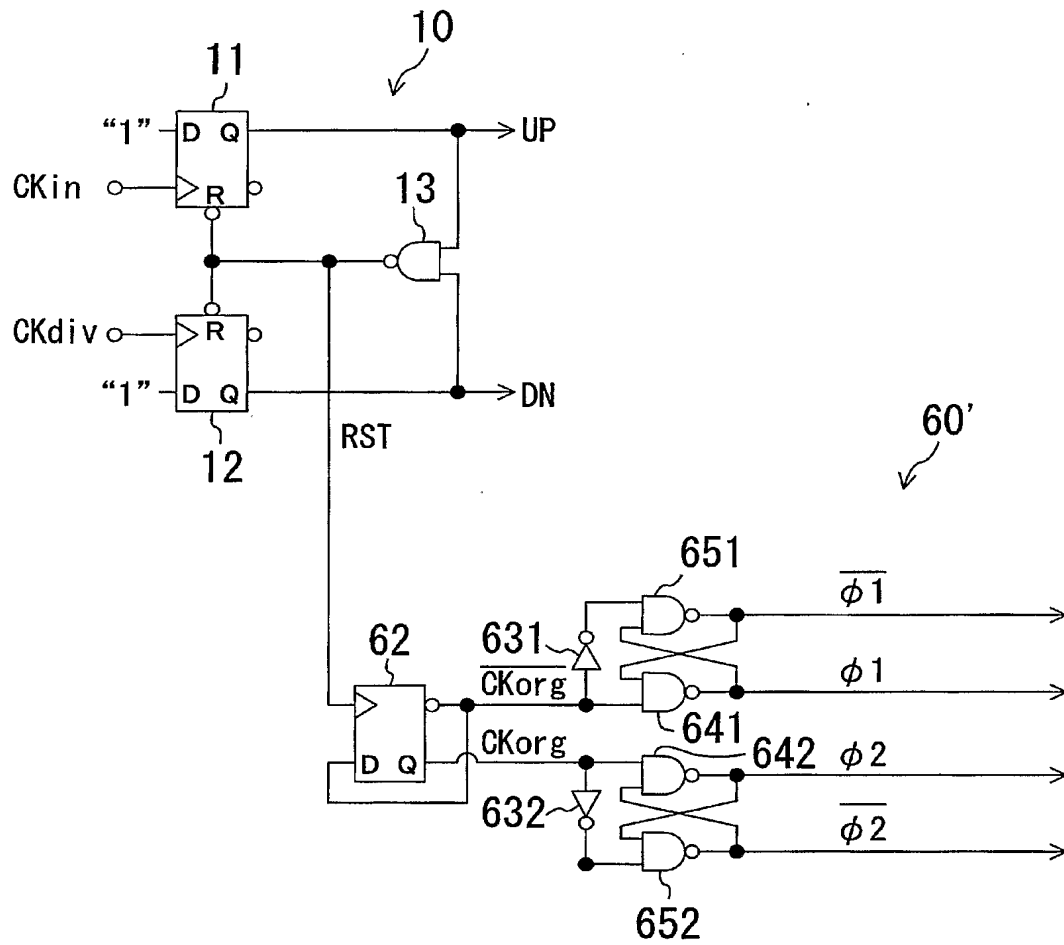 10
11
"1"
D Q
UP
CKin
R
13
CKdiv
R
"1"
D Q
DN
12
RST
60'
651
φ1̅
62
631
C̅K̅o̅r̅g̅
φ1
641
CKorg
642
D Q
φ2
632
φ2̅
652